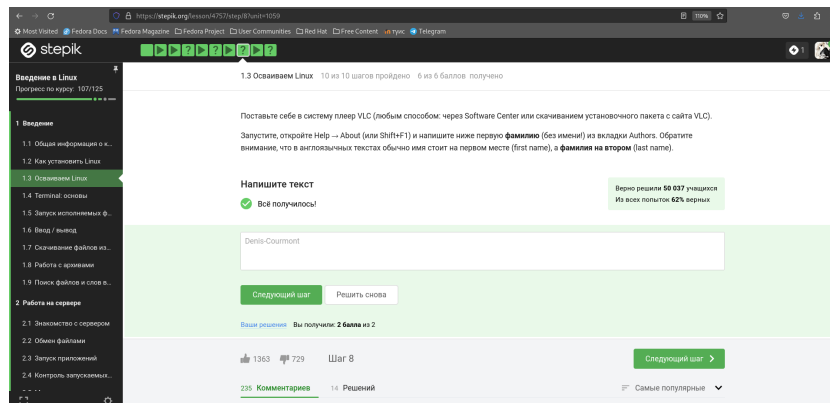 https://stepik.org/lesson/4757/step/8?unit=1059
110%
Most Visited Fedora Docs Fedora Magazine Fedora Project User Communities Red Hat Free Content Telegram
stepik
1
Введение в Linux
Прогресс по курсу: 107/125
1 Введение
1.1 Общая информация о к...
1.2 Как установить Linux
1.3 Осваиваем Linux
1.4 Terminal: основы
1.5 Запуск исполняемых ф...
1.6 Ввод / вывод
1.7 Скачивание файлов из...
1.8 Работа с архивами
1.9 Поиск файлов и слов в...
2 Работа на сервере
2.1 Знакомство с сервером
2.2 Обмен файлами
2.3 Запуск приложений
2.4 Контроль запускаемых...
1.3 Осваиваем Linux 10 из 10 шагов пройдено 6 из 6 баллов получено
Поставьте себе в систему плеер VLC (любым способом: через Software Center или скачиванием установочного пакета с сайта VLC).
Запустите, откройте Help → About (или Shift+F1) и напишите ниже первую фамилию (без имени!) из вкладки Authors. Обратите
внимание, что в англоязычных текстах обычно имя стоит на первом месте (first name), а фамилия на втором (last name).
Напишите текст
Всё получилось!
Верно решили 50 037 учащихся
Из всех попыток 62% верных
Denis-Courmont
Следующий шаг Решить снова
Ваши решения Вы получили: 2 балла из 2
1363 729 Шаг 8 Следующий шаг
235 Комментариев 14 Решений Самые популярные